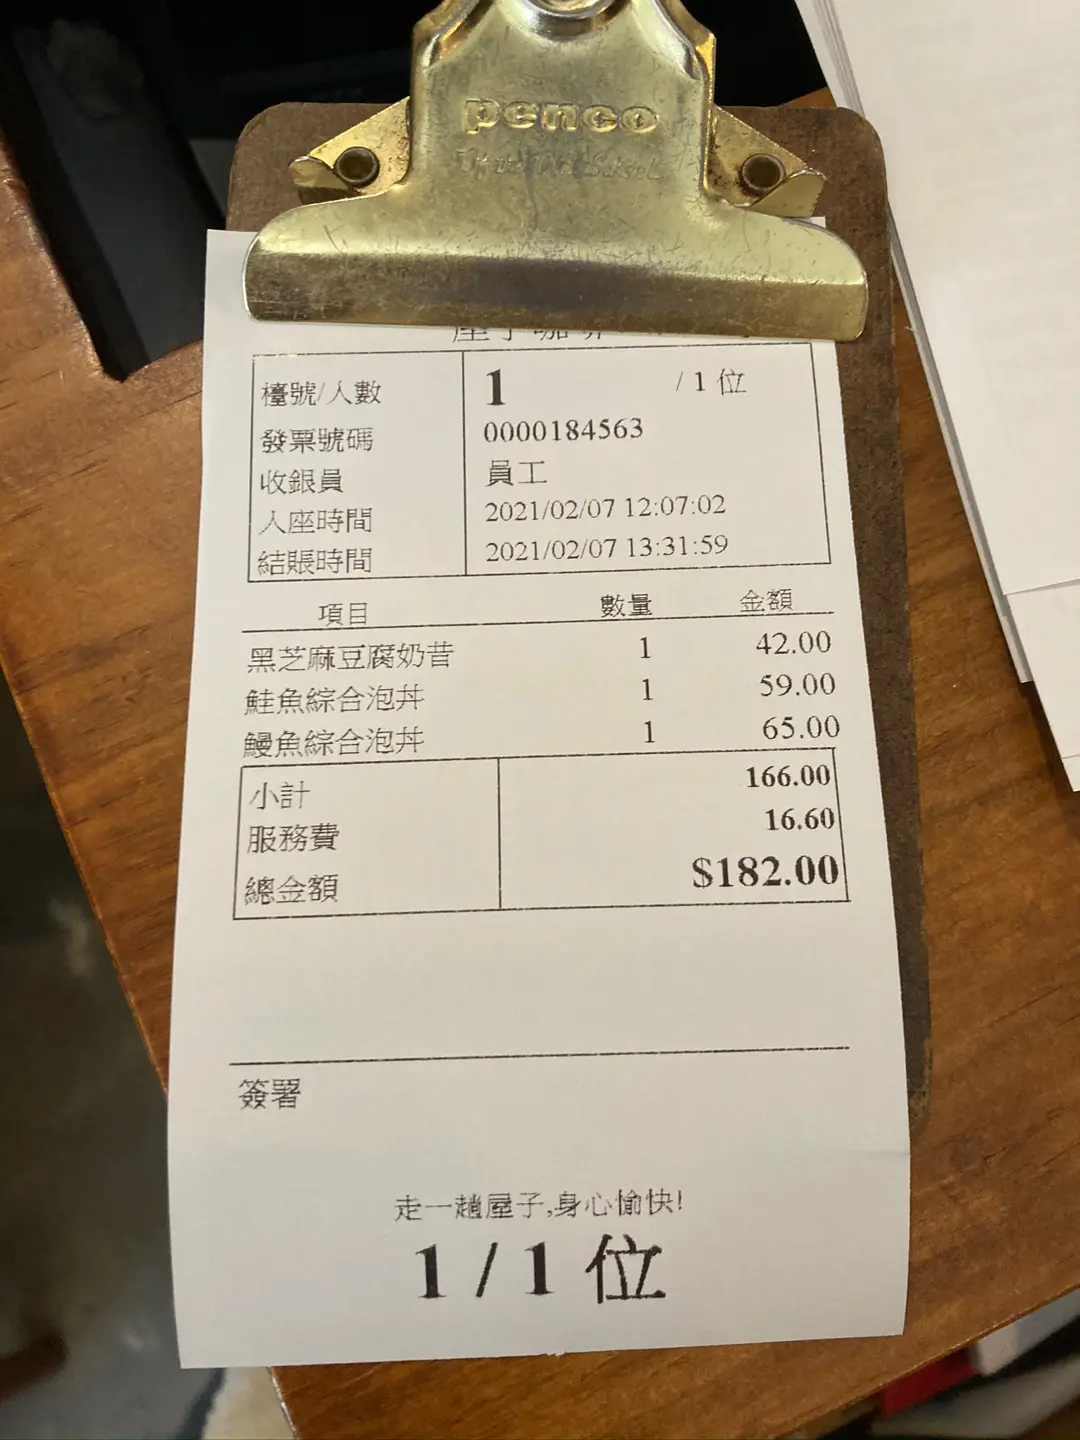 penco
屋子咖啡
檯號/人數 1 / 1 位
發票號碼 0000184563
收銀員 員工
入座時間 2021/02/07 12:07:02
結賬時間 2021/02/07 13:31:59
項目 數量 金額
黑芝麻豆腐奶昔 1 42.00
鮭魚綜合泡丼 1 59.00
鰻魚綜合泡丼 1 65.00
小計 166.00
服務費 16.60
總金額 $182.00
簽署
走一趟屋子,身心愉快!
1 / 1 位